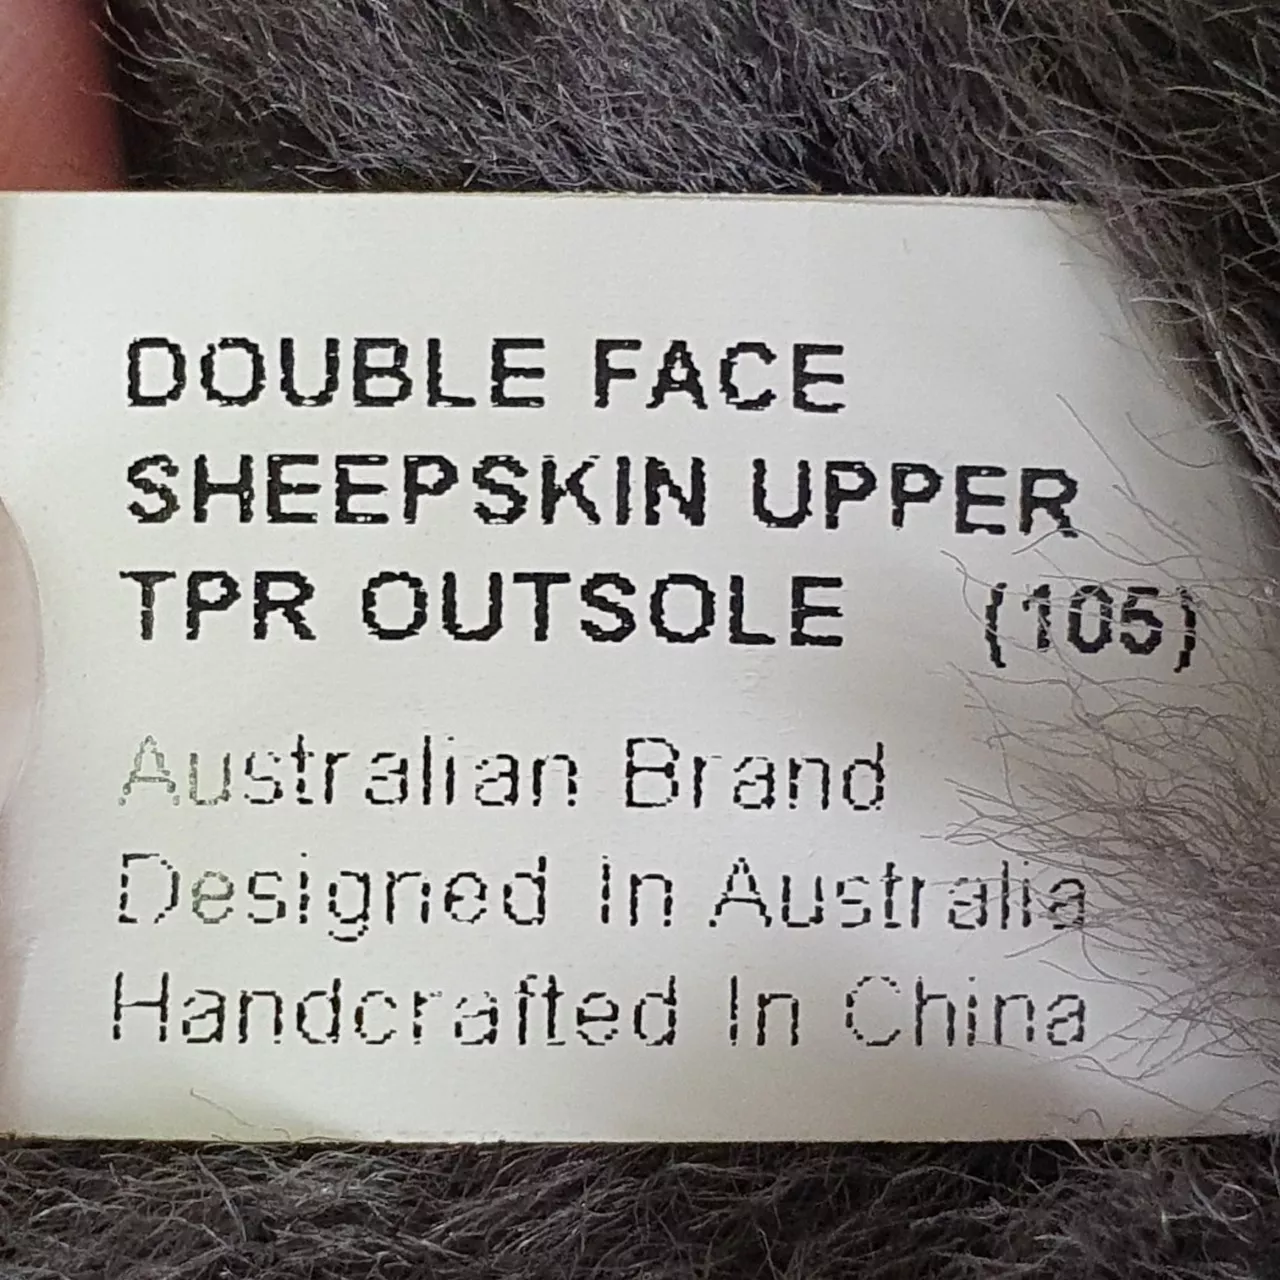 DOUBLE FACE
SHEEPSKIN UPPER
TPR OUTSOLE (105)
Australian Brand
Designed In Australia
Handcrafted In China